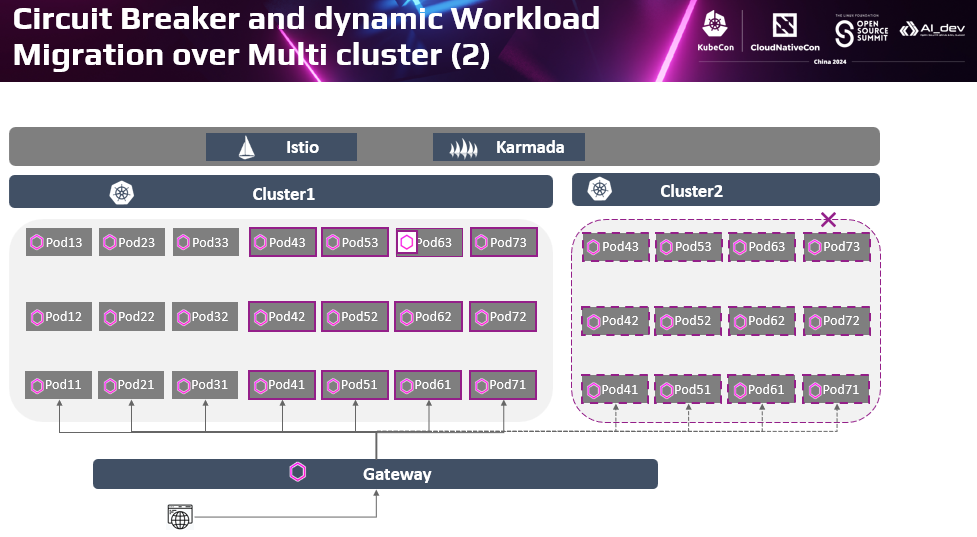 Circuit Breaker and dynamic Workload
Migration over Multi cluster (2)
KubeCon
CloudNativeCon
THE LINUX FOUNDATION
OPEN SOURCE SUMMIT
AI_dev
China 2024
Istio
Karmada
Cluster1
Cluster2
Pod13 Pod23 Pod33 Pod43 Pod53 Pod63 Pod73
Pod43 Pod53 Pod63 Pod73
Pod12 Pod22 Pod32 Pod42 Pod52 Pod62 Pod72
Pod42 Pod52 Pod62 Pod72
Pod11 Pod21 Pod31 Pod41 Pod51 Pod61 Pod71
Pod41 Pod51 Pod61 Pod71
Gateway